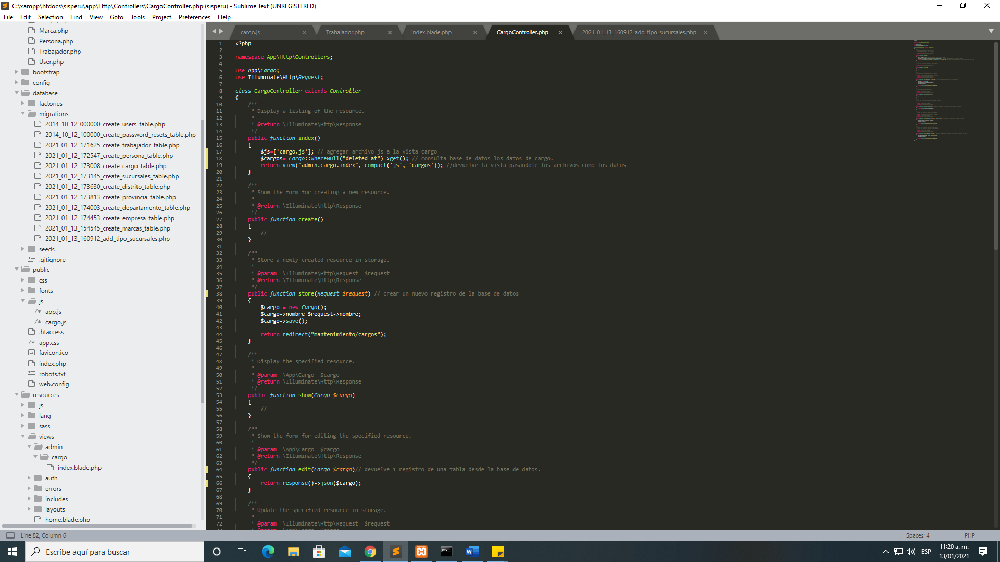 C:\xampp\htdocs\sisperu\app\Http\Controllers\CargoController.php (sisperu) - Sublime Text (UNREGISTERED)
File Edit Selection Find View Goto Tools Project Preferences Help
Marca.php
Persona.php
Trabajador.php
User.php
bootstrap
config
database
factories
migrations
2014_10_12_000000_create_users_table.php
2014_10_12_100000_create_password_resets_table.php
2021_01_12_171625_create_trabajador_table.php
2021_01_12_172547_create_persona_table.php
2021_01_12_173008_create_cargo_table.php
2021_01_12_173145_create_sucursales_table.php
2021_01_12_173630_create_distrito_table.php
2021_01_12_173813_create_provincia_table.php
2021_01_12_174003_create_departamento_table.php
2021_01_12_174453_create_empresa_table.php
2021_01_13_154545_create_marcas_table.php
2021_01_13_160912_add_tipo_sucursales.php
seeds
.gitignore
public
css
fonts
js
app.js
cargo.js
.htaccess
app.css
favicon.ico
index.php
robots.txt
web.config
resources
js
lang
sass
views
admin
cargo
index.blade.php
auth
errors
includes
layouts
home.blade.php
cargo.js Trabajador.php index.blade.php CargoController.php 2021_01_13_160912_add_tipo_sucursales.php
1 <?php
2
3 namespace App\Http\Controllers;
4
5 use App\Cargo;
6 use Illuminate\Http\Request;
7
8 class CargoController extends Controller
9 {
10 /**
11 * Display a listing of the resource.
12 *
13 * @return \Illuminate\Http\Response
14 */
15 public function index()
16 {
17 $js=['cargo.js']; // agregar archivo js a la vista cargo
18 $cargos= Cargo::whereNull("deleted_at")->get(); // consulta base de datos los datos de cargo.
19 return view("admin.cargo.index", compact('js', 'cargos')); //devuelve la vista pasandole los archivos como los datos
20 }
21
22 /**
23 * Show the form for creating a new resource.
24 *
25 * @return \Illuminate\Http\Response
26 */
27 public function create()
28 {
29 //
30 }
31
32 /**
33 * Store a newly created resource in storage.
34 *
35 * @param  \Illuminate\Http\Request  $request
36 * @return \Illuminate\Http\Response
37 */
38 public function store(Request $request) // crear un nuevo registro de la base de datos
39 {
40 $cargo = new Cargo();
41 $cargo->nombre=$request->nombre;
42 $cargo->save();
43
44 return redirect("mantenimiento/cargos");
45 }
46
47 /**
48 * Display the specified resource.
49 *
50 * @param  \App\Cargo  $cargo
51 * @return \Illuminate\Http\Response
52 */
53 public function show(Cargo $cargo)
54 {
55 //
56 }
57
58 /**
59 * Show the form for editing the specified resource.
60 *
61 * @param  \App\Cargo  $cargo
62 * @return \Illuminate\Http\Response
63 */
64 public function edit(Cargo $cargo)// devuelve 1 registro de una tabla desde la base de datos.
65 {
66 return response()->json($cargo);
67 }
68
69 /**
70 * Update the specified resource in storage.
71 *
72 * @param  \Illuminate\Http\Request  $request
Line 82, Column 6
Spaces: 4 PHP
Escribe aquí para buscar
ESP
11:20 a. m.
13/01/2021